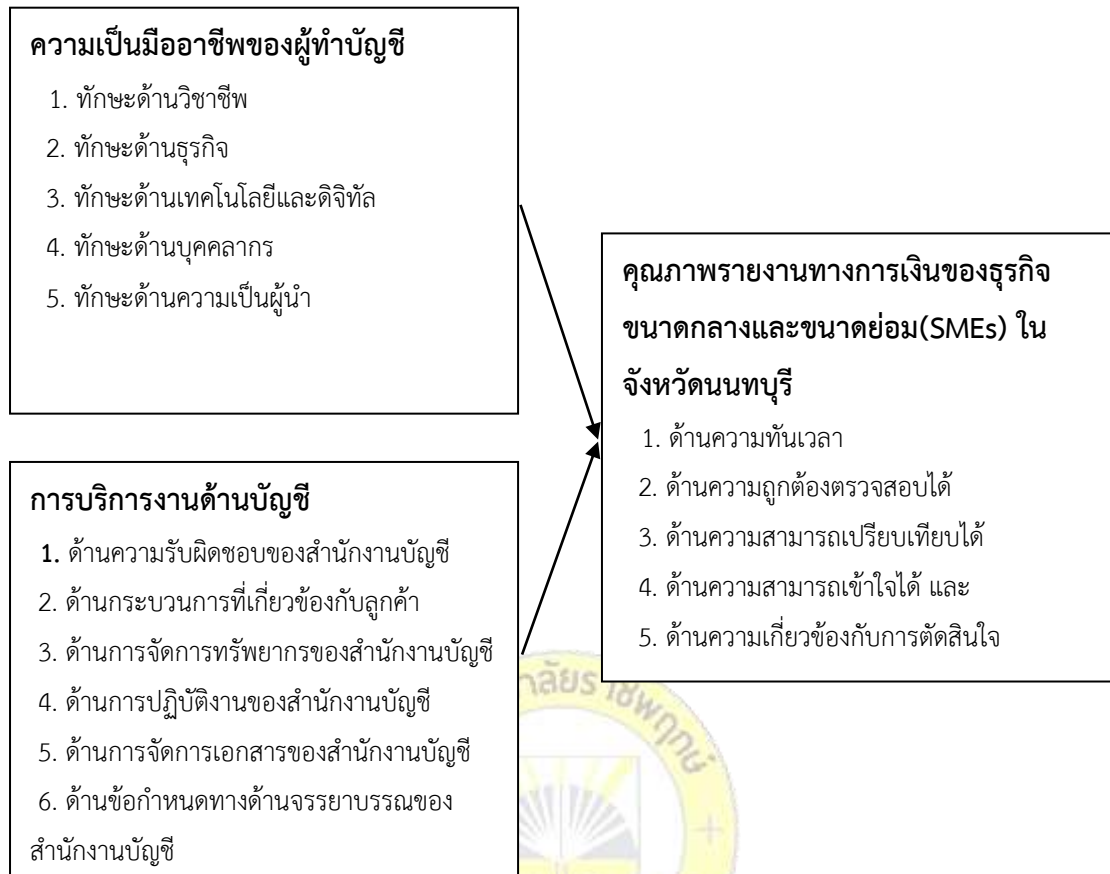 ความเป็นมืออาชีพของผู้ทำบัญชี
1. ทักษะด้านวิชาชีพ
2. ทักษะด้านธุรกิจ
3. ทักษะด้านเทคโนโลยีและดิจิทัล
4. ทักษะด้านบุคคลากร
5. ทักษะด้านความเป็นผู้นำ
การบริการงานด้านบัญชี
1. ด้านความรับผิดชอบของสำนักงานบัญชี
2. ด้านกระบวนการที่เกี่ยวข้องกับลูกค้า
3. ด้านการจัดการทรัพยากรของสำนักงานบัญชี
4. ด้านการปฏิบัติงานของสำนักงานบัญชี
5. ด้านการจัดการเอกสารของสำนักงานบัญชี
6. ด้านข้อกำหนดทางด้านจรรยาบรรณของ
สำนักงานบัญชี
คุณภาพรายงานทางการเงินของธุรกิจ
ขนาดกลางและขนาดย่อม(SMEs) ใน
จังหวัดนนทบุรี
1. ด้านความทันเวลา
2. ด้านความถูกต้องตรวจสอบได้
3. ด้านความสามารถเปรียบเทียบได้
4. ด้านความสามารถเข้าใจได้ และ
5. ด้านความเกี่ยวข้องกับการตัดสินใจ
าลัยราชพฤกษ์